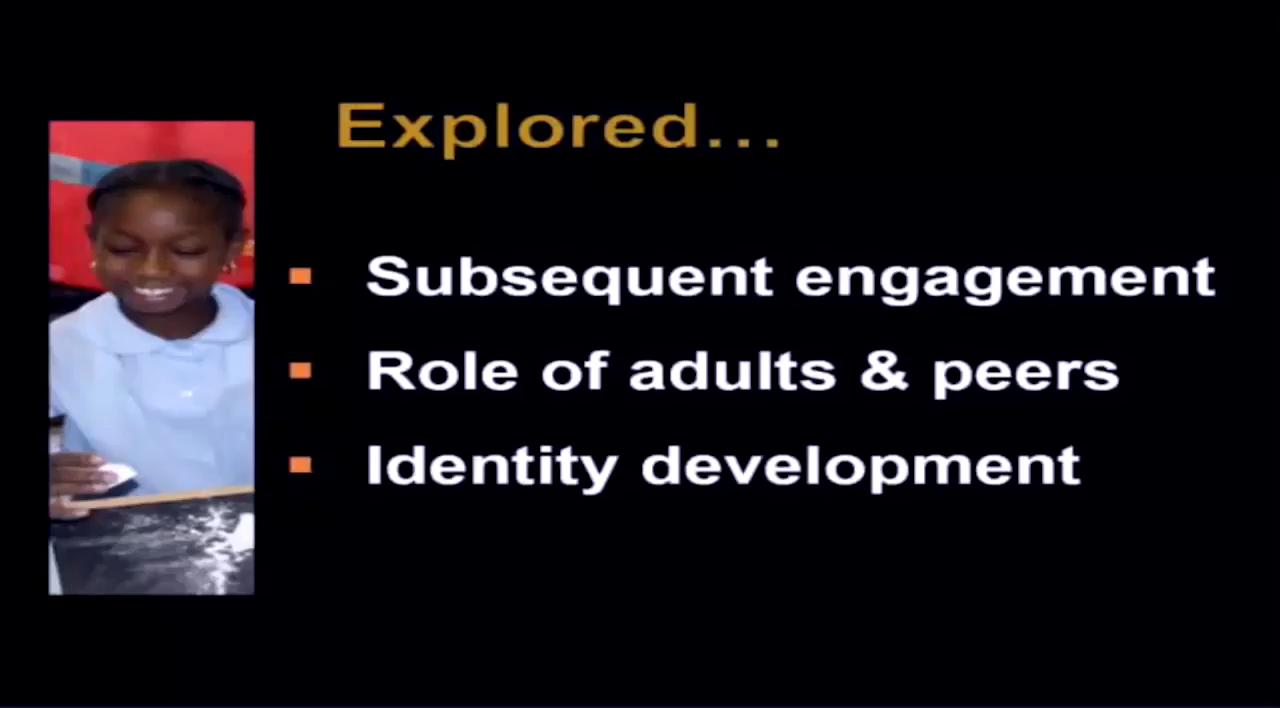 Explored...
Subsequent engagement
Role of adults & peers
Identity development